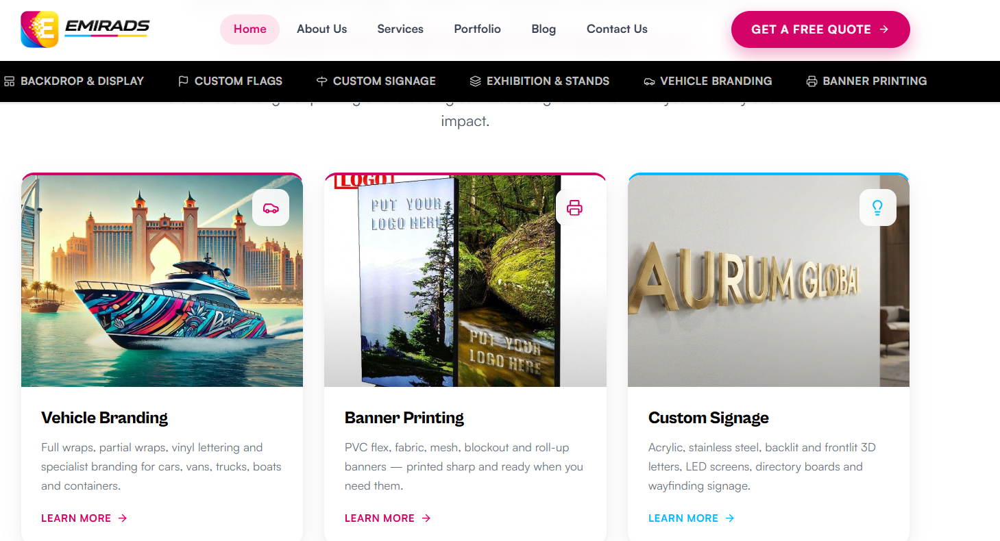 EMIRADS
Home
About Us
Services
Portfolio
Blog
Contact Us
GET A FREE QUOTE
BACKDROP & DISPLAY
CUSTOM FLAGS
CUSTOM SIGNAGE
EXHIBITION & STANDS
VEHICLE BRANDING
BANNER PRINTING
impact.
LOGO
PUT YOUR
LOGO HERE
PUT YOUR
LOGO HERE
AURUM GLOBAL
Vehicle Branding
Full wraps, partial wraps, vinyl lettering and
specialist branding for cars, vans, trucks, boats
and containers.
LEARN MORE
Banner Printing
PVC flex, fabric, mesh, blockout and roll-up
banners — printed sharp and ready when you
need them.
LEARN MORE
Custom Signage
Acrylic, stainless steel, backlit and frontlit 3D
letters, LED screens, directory boards and
wayfinding signage.
LEARN MORE